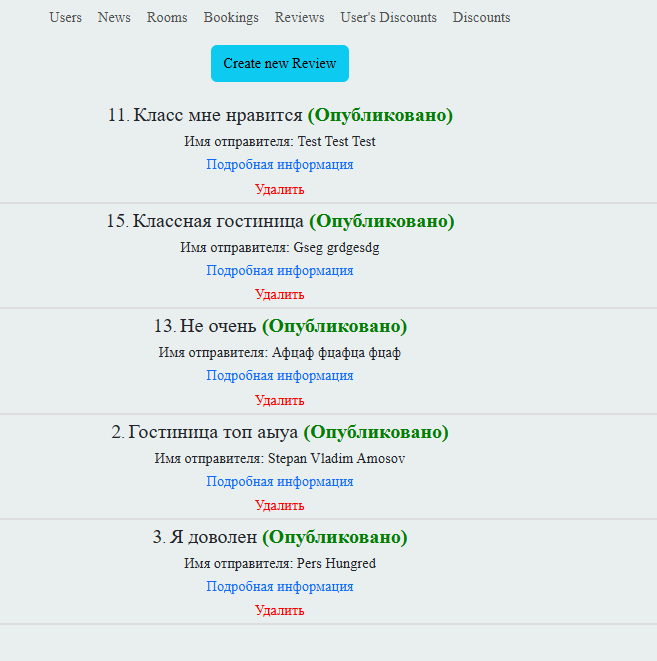 Users News Rooms Bookings Reviews User's Discounts Discounts
Create new Review
11. Класс мне нравится (Опубликовано)
Имя отправителя: Test Test Test
Подробная информация
Удалить
15. Классная гостиница (Опубликовано)
Имя отправителя: Gseg grdgesdg
Подробная информация
Удалить
13. Не очень (Опубликовано)
Имя отправителя: Афцаф фцафца фцаф
Подробная информация
Удалить
2. Гостиница топ аыуа (Опубликовано)
Имя отправителя: Stepan Vladim Amosov
Подробная информация
Удалить
3. Я доволен (Опубликовано)
Имя отправителя: Pers Hungred
Подробная информация
Удалить